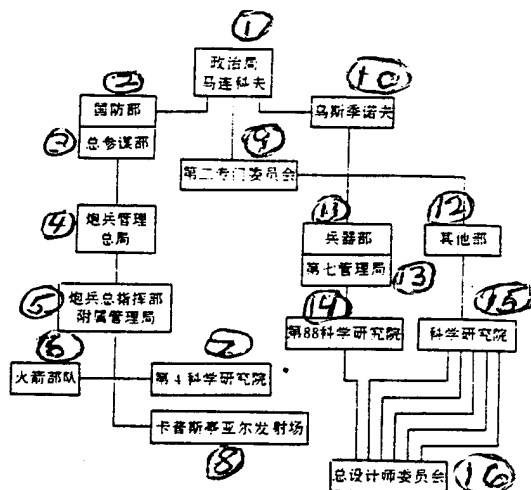 ①
政治局
马连科夫
②
⑩
国防部
乌斯季诺夫
③
总参谋部
⑨
第二专门委员会
④
炮兵管理
总局
⑪
兵器部
⑫
其他部
第七管理局
⑬
⑤
炮兵总指挥部
附属管理局
⑭
第88科学研究院
⑮
科学研究院
⑥
火箭部队
⑦
第4科学研究院
卡普斯亭亚尔发射场
⑧
总设计师委员会
⑯